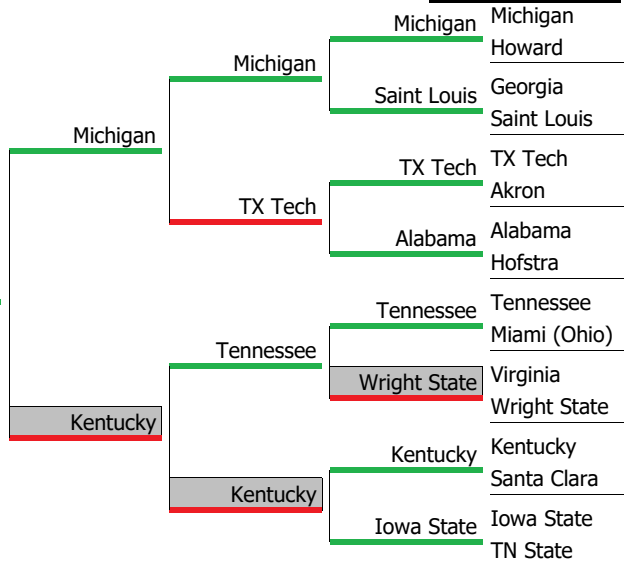 Michigan
Michigan
Howard
Michigan
Georgia
Saint Louis
Saint Louis
Michigan
TX Tech
TX Tech
Akron
TX Tech
Alabama
Alabama
Hofstra
Tennessee
Tennessee
Miami (Ohio)
Tennessee
Virginia
Wright State
Wright State
Kentucky
Kentucky
Kentucky
Santa Clara
Kentucky
Iowa State
Iowa State
TN State